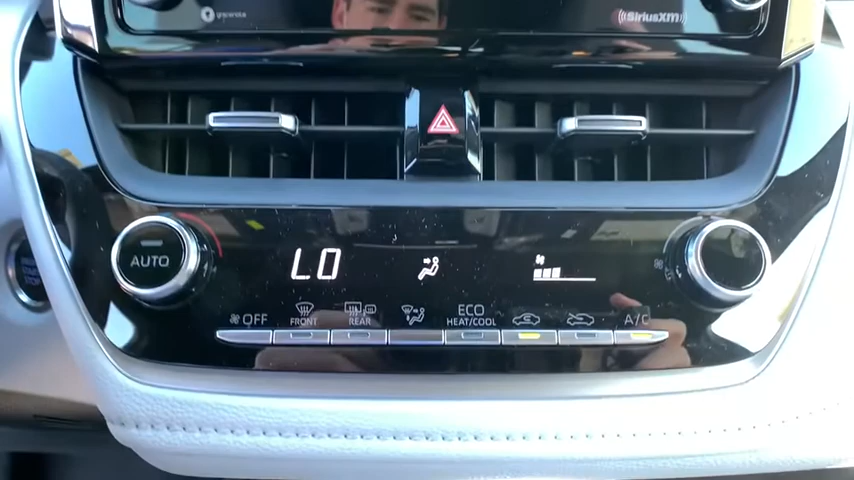 SiriusXM
AUTO
LO
OFF
FRONT
REAR
ECO
HEAT/COOL
A/C